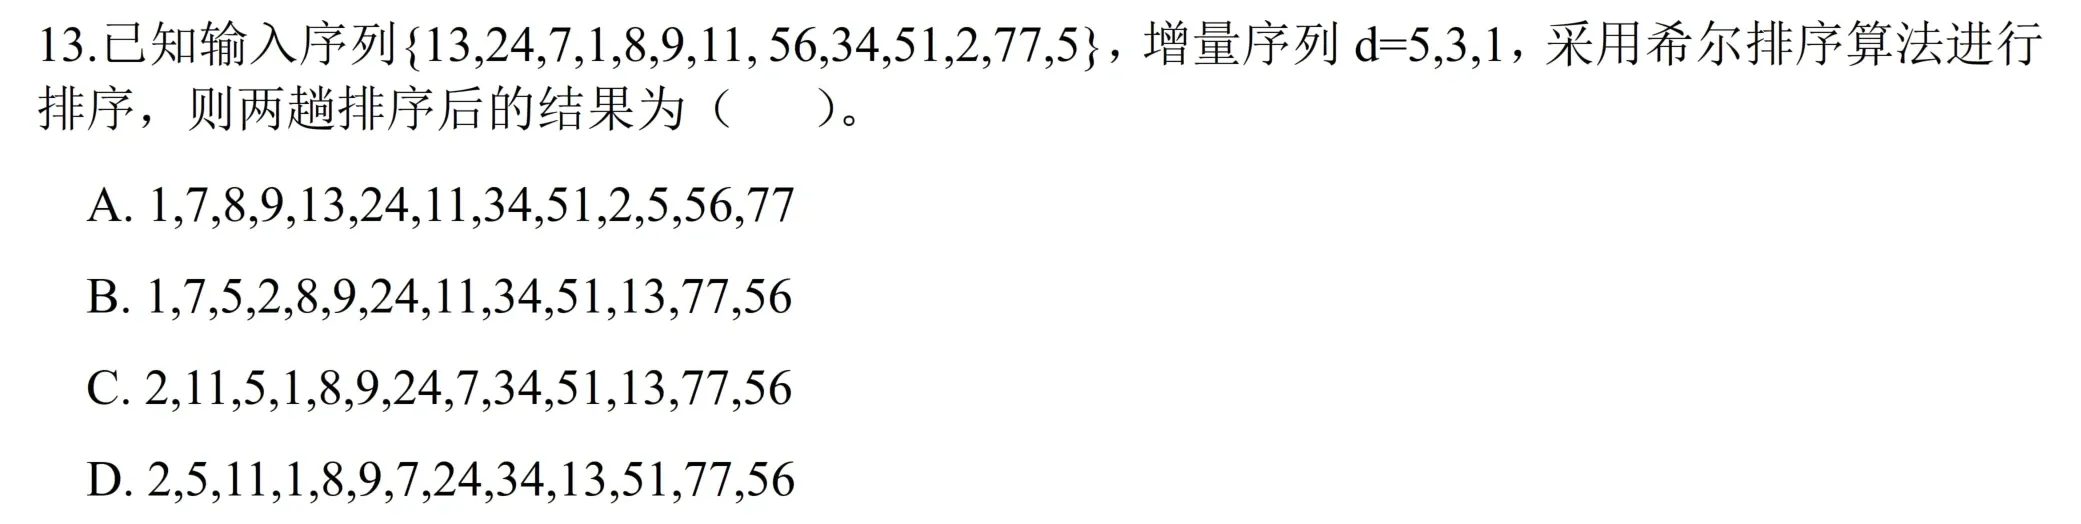 13.已知输入序列{13,24,7,1,8,9,11, 56,34,51,2,77,5}，增量序列 d=5,3,1，采用希尔排序算法进行
排序，则两趟排序后的结果为（　　）。
A. 1,7,8,9,13,24,11,34,51,2,5,56,77
B. 1,7,5,2,8,9,24,11,34,51,13,77,56
C. 2,11,5,1,8,9,24,7,34,51,13,77,56
D. 2,5,11,1,8,9,7,24,34,13,51,77,56